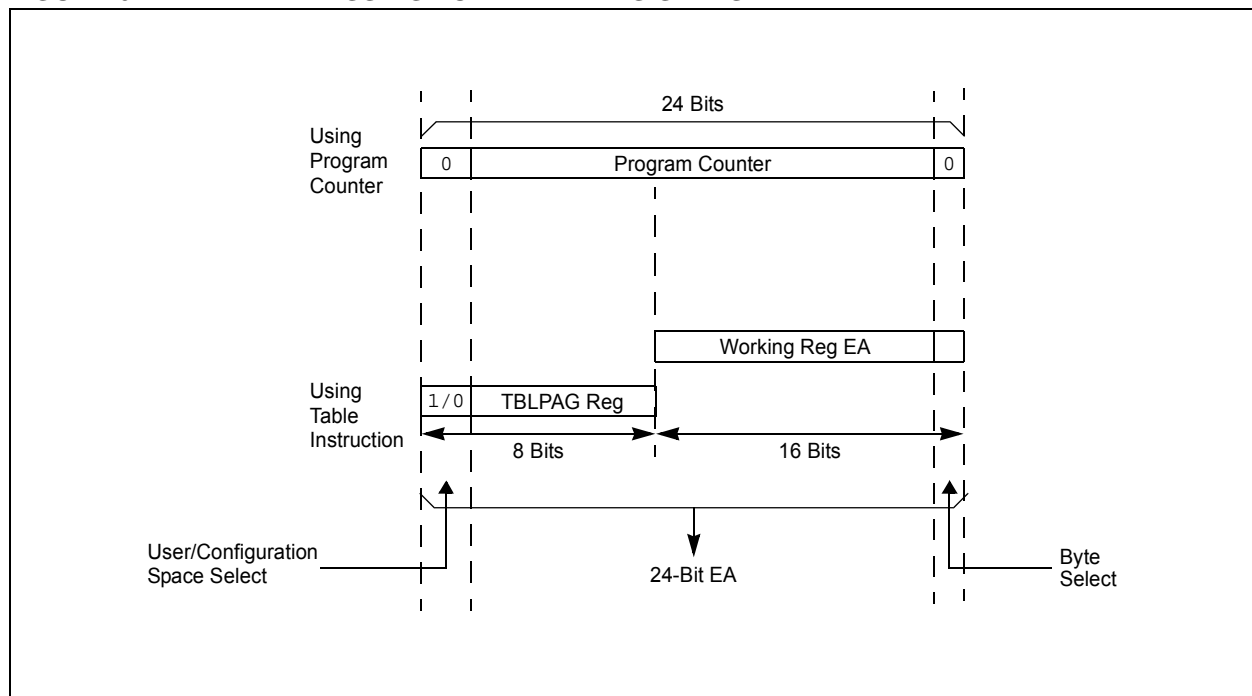 24 Bits
Using
Program
Counter
0
Program Counter
0
Working Reg EA
Using
Table
Instruction
1/0
TBLPAG Reg
8 Bits
16 Bits
User/Configuration
Space Select
24-Bit EA
Byte
Select